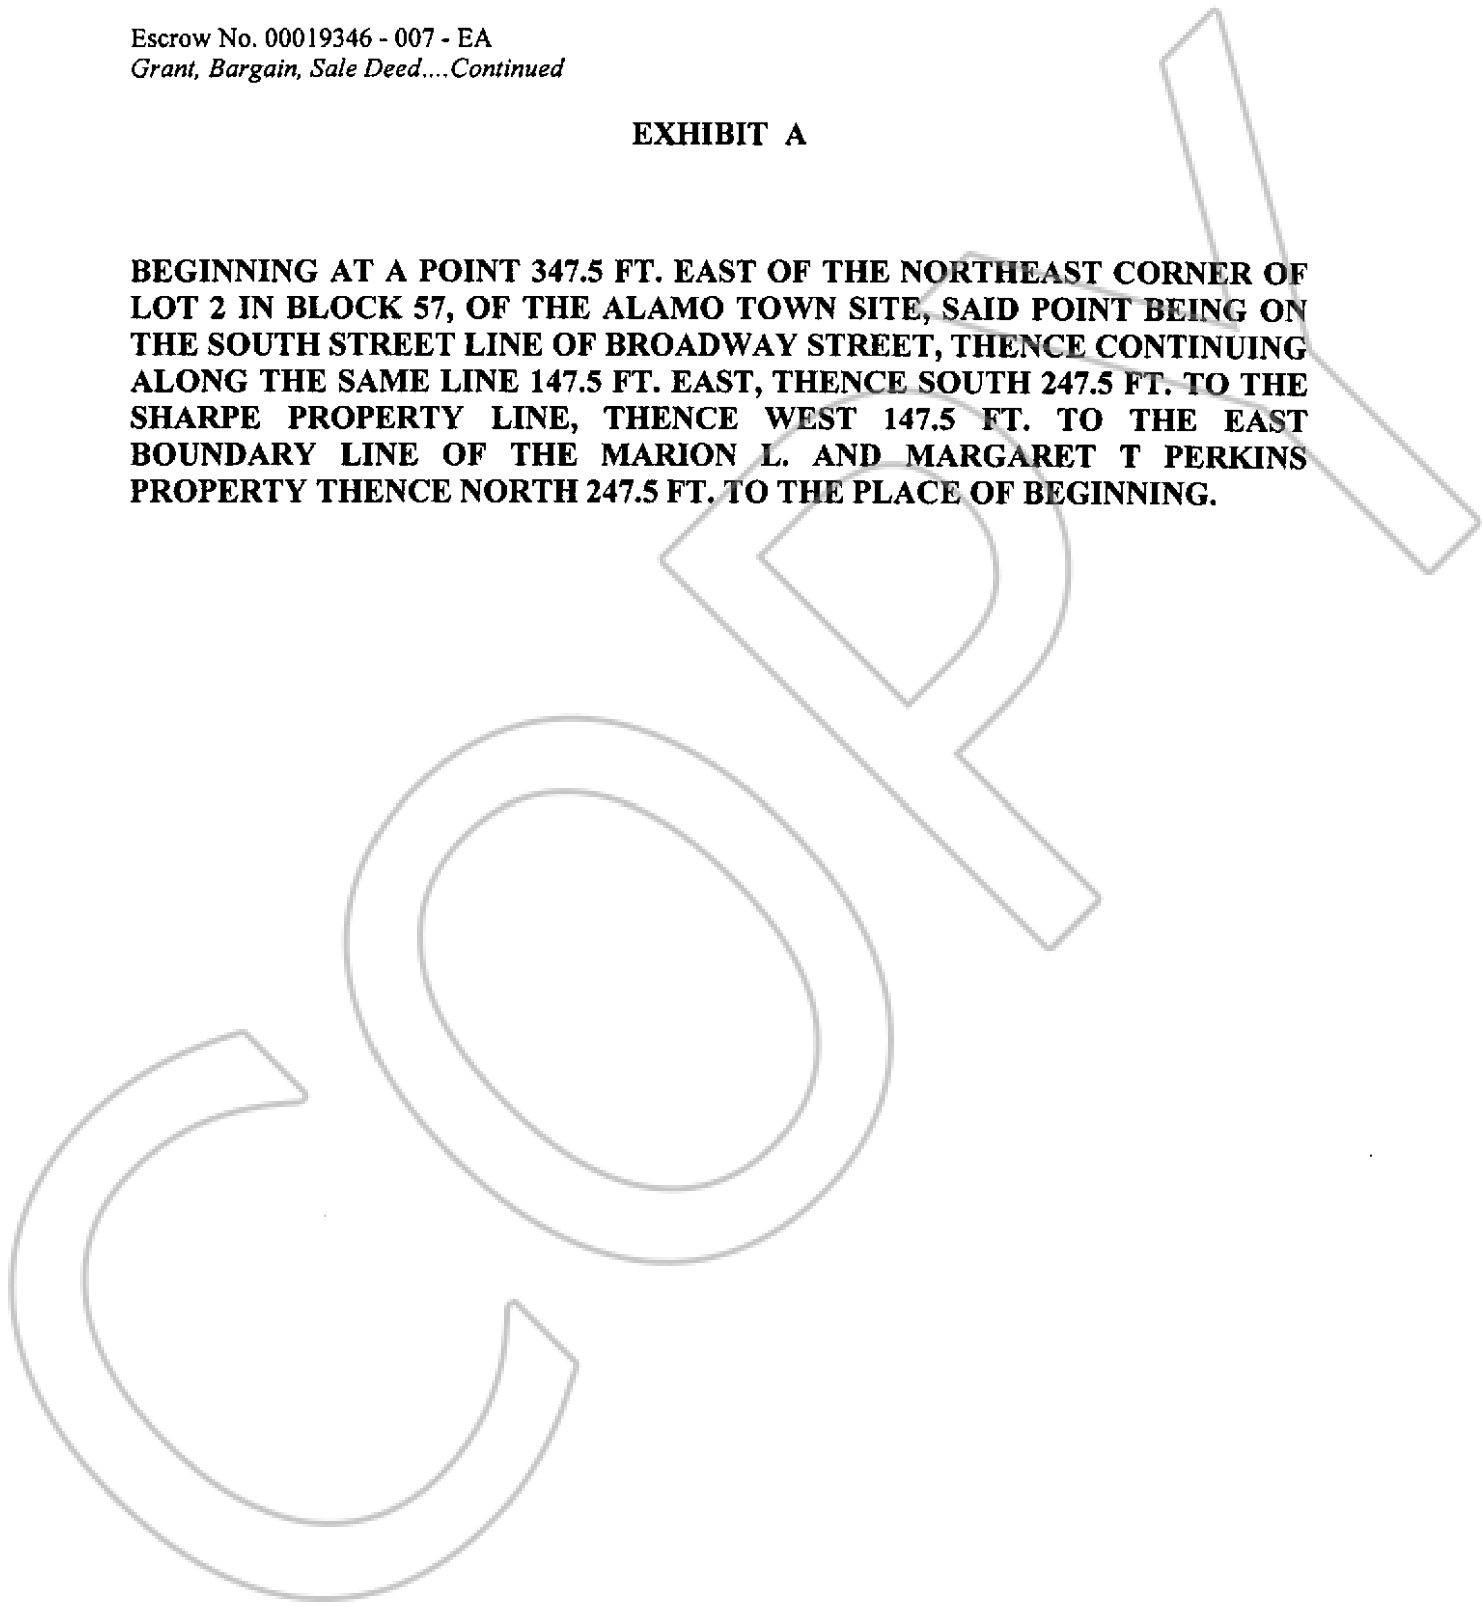 Escrow No. 00019346 - 007 - EA
Grant, Bargain, Sale Deed....Continued
EXHIBIT A
BEGINNING AT A POINT 347.5 FT. EAST OF THE NORTHEAST CORNER OF
LOT 2 IN BLOCK 57, OF THE ALAMO TOWN SITE, SAID POINT BEING ON
THE SOUTH STREET LINE OF BROADWAY STREET, THENCE CONTINUING
ALONG THE SAME LINE 147.5 FT. EAST, THENCE SOUTH 247.5 FT. TO THE
SHARPE PROPERTY LINE, THENCE WEST 147.5 FT. TO THE EAST
BOUNDARY LINE OF THE MARION L. AND MARGARET T PERKINS
PROPERTY THENCE NORTH 247.5 FT. TO THE PLACE OF BEGINNING.
COPY